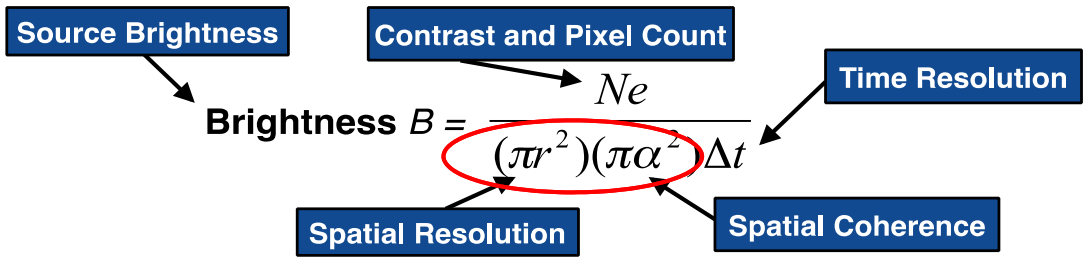 Source Brightness
Contrast and Pixel Count
Time Resolution
Brightness B = Ne / (πr²)(πα²)Δt
Spatial Resolution
Spatial Coherence